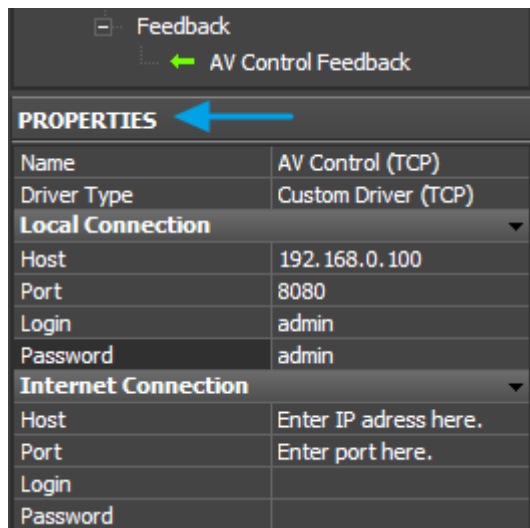 Feedback
AV Control Feedback
PROPERTIES
Name AV Control (TCP)
Driver Type Custom Driver (TCP)
Local Connection
Host 192.168.0.100
Port 8080
Login admin
Password admin
Internet Connection
Host Enter IP adress here.
Port Enter port here.
Login
Password